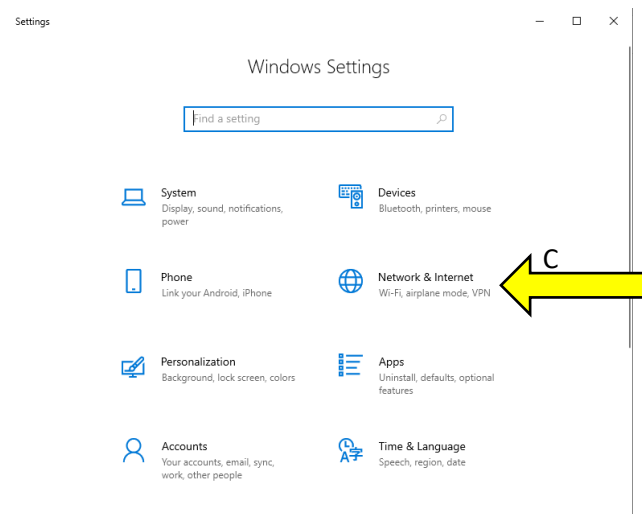 Settings
Windows Settings
Find a setting
System
Display, sound, notifications,
power
Devices
Bluetooth, printers, mouse
Phone
Link your Android, iPhone
Network & Internet
Wi-Fi, airplane mode, VPN
C
Personalization
Background, lock screen, colors
Apps
Uninstall, defaults, optional
features
Accounts
Your accounts, email, sync,
work, other people
Time & Language
Speech, region, date